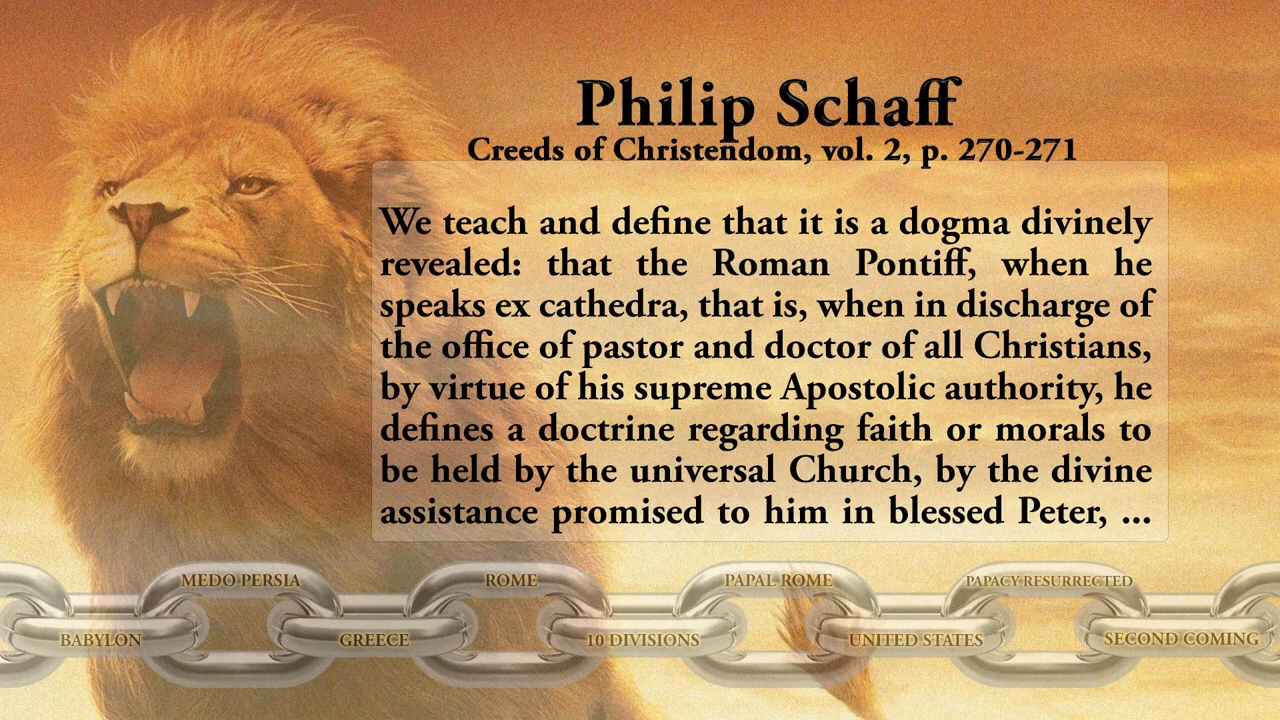 Philip Schaff
Creeds of Christendom, vol. 2, p. 270-271
We teach and define that it is a dogma divinely
revealed: that the Roman Pontiff, when he
speaks ex cathedra, that is, when in discharge of
the office of pastor and doctor of all Christians,
by virtue of his supreme Apostolic authority, he
defines a doctrine regarding faith or morals to
be held by the universal Church, by the divine
assistance promised to him in blessed Peter, ...
BABYLON
MEDO PERSIA
GREECE
ROME
10 DIVISIONS
PAPAL ROME
UNITED STATES
PAPACY RESURRECTED
SECOND COMING